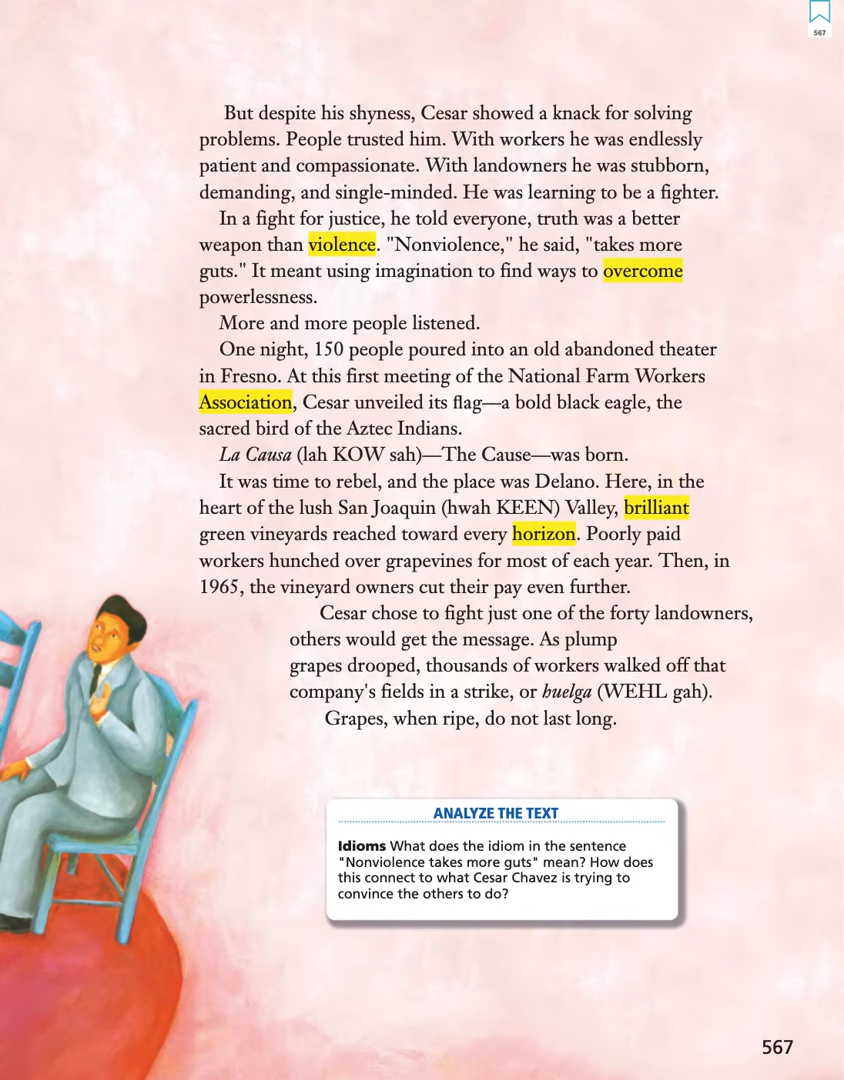 567
But despite his shyness, Cesar showed a knack for solving
problems. People trusted him. With workers he was endlessly
patient and compassionate. With landowners he was stubborn,
demanding, and single-minded. He was learning to be a fighter.
In a fight for justice, he told everyone, truth was a better
weapon than violence. "Nonviolence," he said, "takes more
guts." It meant using imagination to find ways to overcome
powerlessness.
More and more people listened.
One night, 150 people poured into an old abandoned theater
in Fresno. At this first meeting of the National Farm Workers
Association, Cesar unveiled its flag—a bold black eagle, the
sacred bird of the Aztec Indians.
La Causa (lah KOW sah)—The Cause—was born.
It was time to rebel, and the place was Delano. Here, in the
heart of the lush San Joaquin (hwah KEEN) Valley, brilliant
green vineyards reached toward every horizon. Poorly paid
workers hunched over grapevines for most of each year. Then, in
1965, the vineyard owners cut their pay even further.
Cesar chose to fight just one of the forty landowners,
others would get the message. As plump
grapes drooped, thousands of workers walked off that
company's fields in a strike, or huelga (WEHL gah).
Grapes, when ripe, do not last long.
ANALYZE THE TEXT
Idioms What does the idiom in the sentence
"Nonviolence takes more guts" mean? How does
this connect to what Cesar Chavez is trying to
convince the others to do?
567